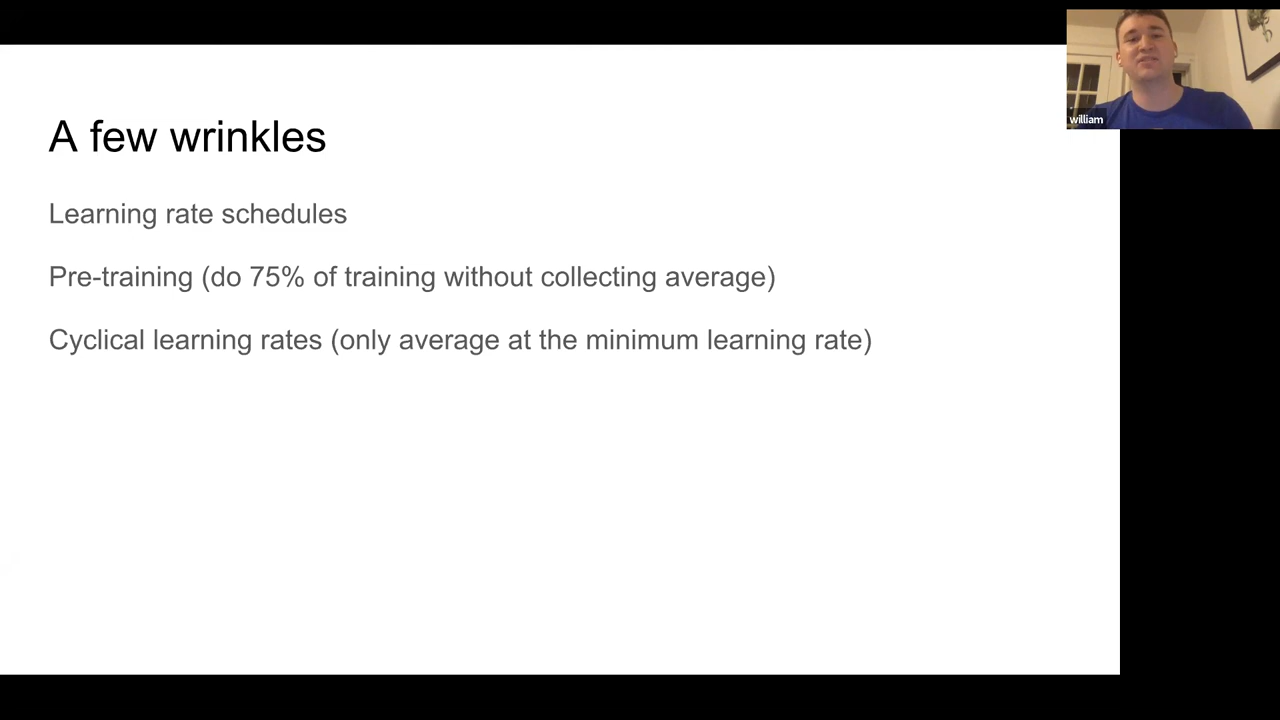 A few wrinkles
Learning rate schedules
Pre-training (do 75% of training without collecting average)
Cyclical learning rates (only average at the minimum learning rate)
william